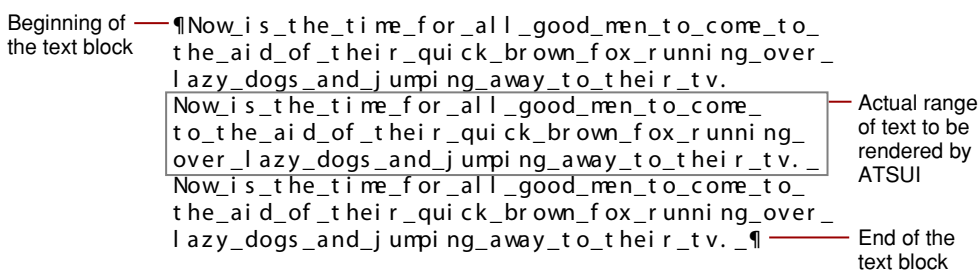 Beginning of
the text block
¶Now_is_the_time_for_all_good_men_to_come_to_
the_aid_of_their_quick_brown_fox_running_over_
lazy_dogs_and_jumping_away_to_their_tv.
Now_is_the_time_for_all_good_men_to_come_
to_the_aid_of_their_quick_brown_fox_running_
over_lazy_dogs_and_jumping_away_to_their_tv._
Now_is_the_time_for_all_good_men_to_come_to_
the_aid_of_their_quick_brown_fox_running_over_
lazy_dogs_and_jumping_away_to_their_tv._¶
Actual range
of text to be
rendered by
ATSUI
End of the
text block